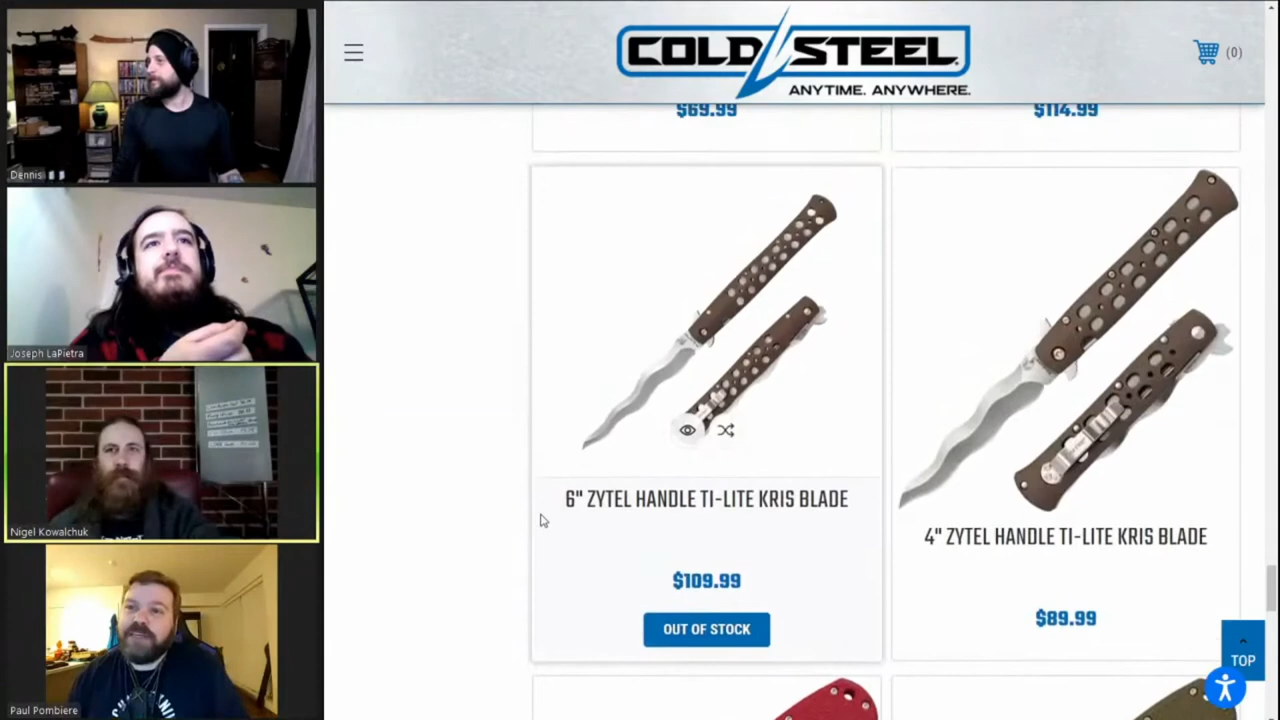 Dennis
Joseph LaPietra
Nigel Kowalchuk
Paul Pombiere
COLD STEEL
ANYTIME. ANYWHERE.
(0)
$69.99
$114.99
6" ZYTEL HANDLE TI-LITE KRIS BLADE
$109.99
OUT OF STOCK
4" ZYTEL HANDLE TI-LITE KRIS BLADE
$89.99
TOP